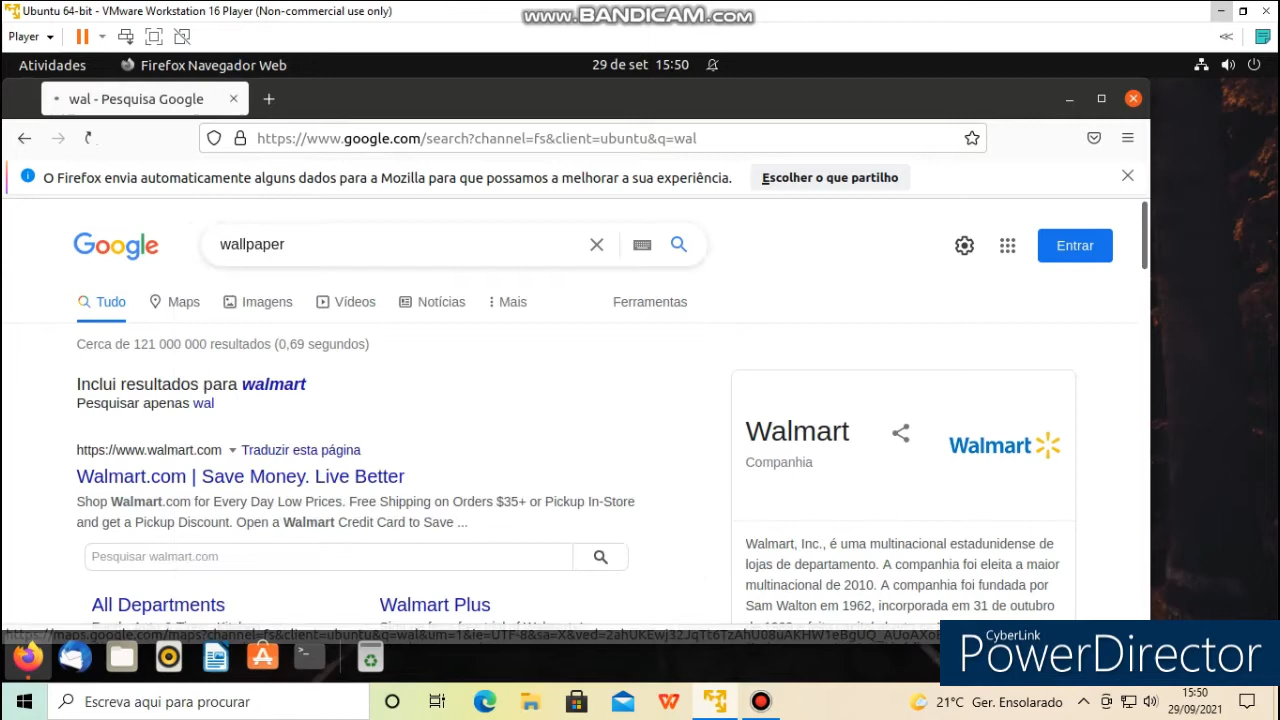 Ubuntu 64-bit - VMware Workstation 16 Player (Non-commercial use only)
www.BANDICAM.com
Player
Atividades
Firefox Navegador Web
29 de set 15:50
wal - Pesquisa Google
https://www.google.com/search?channel=fs&client=ubuntu&q=wal
O Firefox envia automaticamente alguns dados para a Mozilla para que possamos a melhorar a sua experiência.
Escolher o que partilho
Google
wallpaper
Entrar
Tudo
Maps
Imagens
Vídeos
Notícias
Mais
Ferramentas
Cerca de 121 000 000 resultados (0,69 segundos)
Inclui resultados para walmart
Pesquisar apenas wal
https://www.walmart.com
Traduzir esta página
Walmart.com | Save Money. Live Better
Shop Walmart.com for Every Day Low Prices. Free Shipping on Orders $35+ or Pickup In-Store
and get a Pickup Discount. Open a Walmart Credit Card to Save ...
Pesquisar walmart.com
All Departments
Walmart Plus
Walmart
Companhia
Walmart
Walmart, Inc., é uma multinacional estadunidense de
lojas de departamento. A companhia foi eleita a maior
multinacional de 2010. A companhia foi fundada por
Sam Walton em 1962, incorporada em 31 de outubro
CyberLink
PowerDirector
Escreva aqui para procurar
21°C Ger. Ensolarado
15:50
29/09/2021